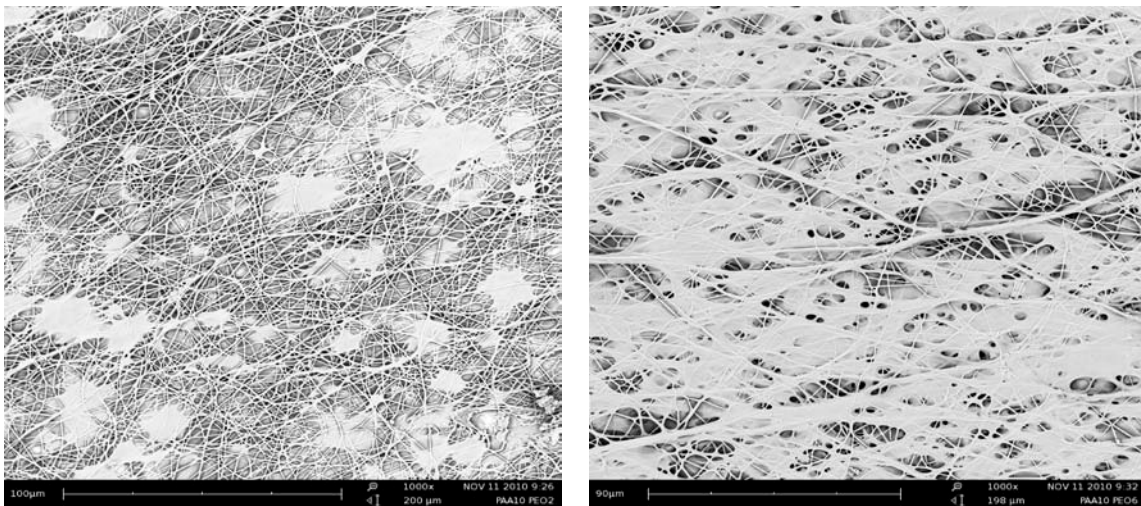 100µm
1000x NOV 11 2010 9:26
200 µm PAA10 PEO2
90µm
1000x NOV 11 2010 9:32
198 µm PAA10 PEO6